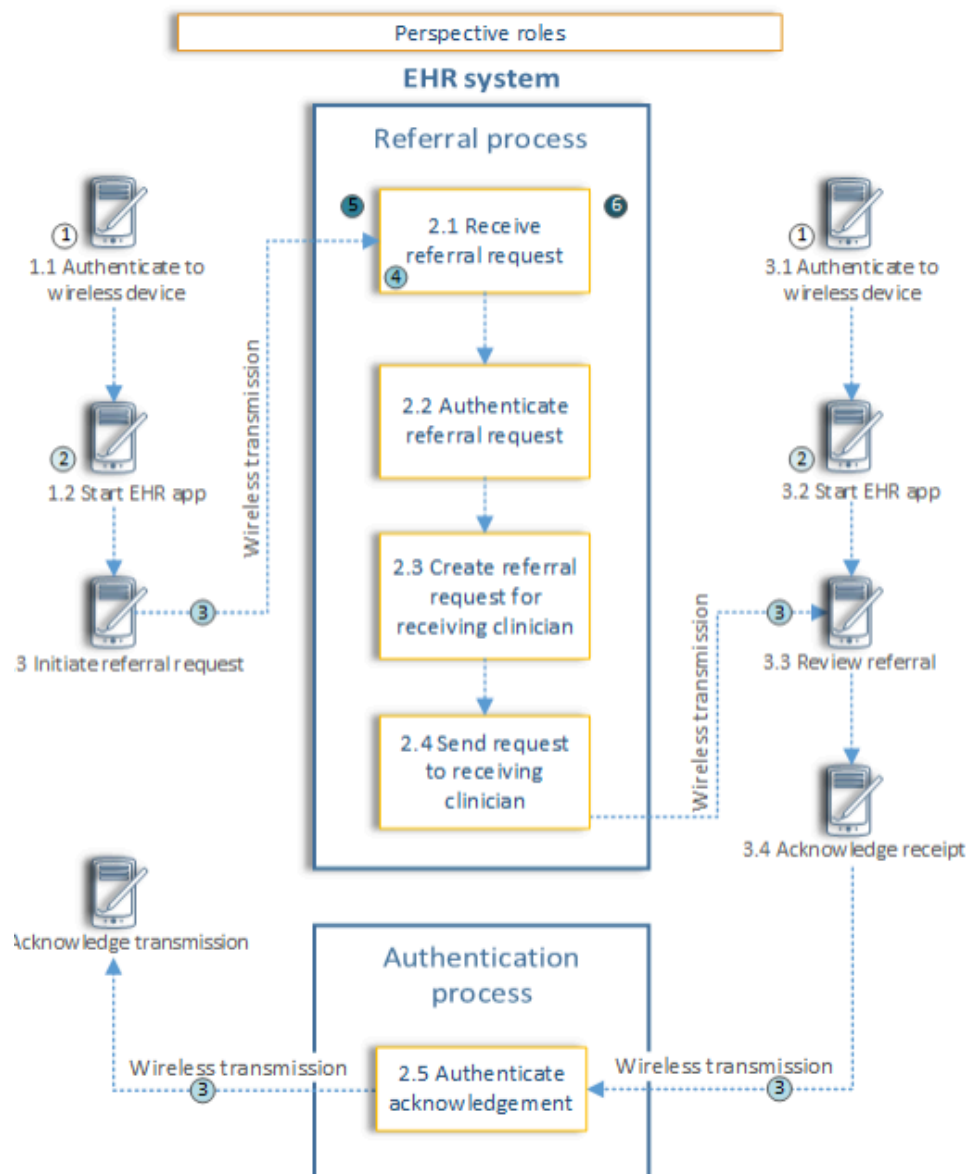 Perspective roles
EHR system
Referral process
1
1.1 Authenticate to
wireless device
2
1.2 Start EHR app
3
3 Initiate referral request
Wireless transmission
5
6
2.1 Receive
referral request
4
2.2 Authenticate
referral request
2.3 Create referral
request for
receiving clinician
2.4 Send request
to receiving
clinician
Wireless transmission
1
3.1 Authenticate to
wireless device
2
3.2 Start EHR app
3
3.3 Review referral
3.4 Acknowledge receipt
Acknowledge transmission
Authentication
process
Wireless transmission
3
2.5 Authenticate
acknowledgement
Wireless transmission
3